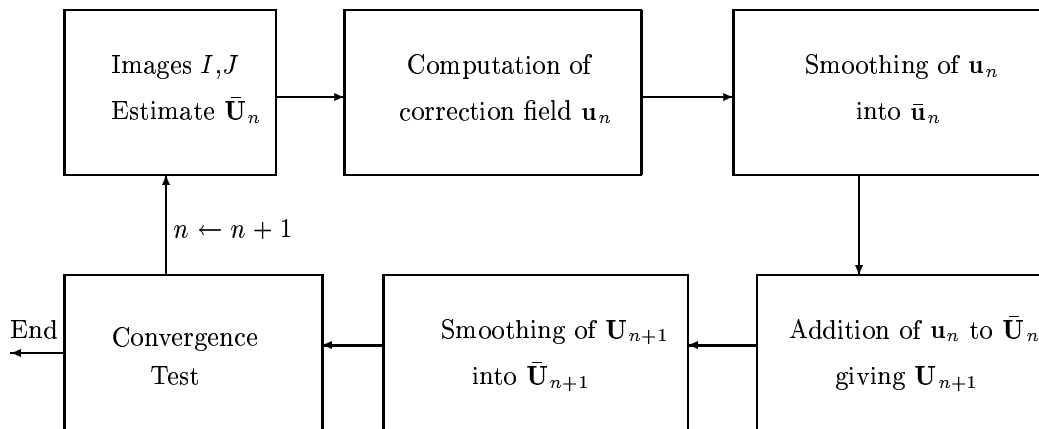 Images I,J
Estimate Ū_n
Computation of
correction field u_n
Smoothing of u_n
into ū_n
n ← n + 1
End
Convergence
Test
Smoothing of U_{n+1}
into Ū_{n+1}
Addition of u_n to Ū_n
giving U_{n+1}